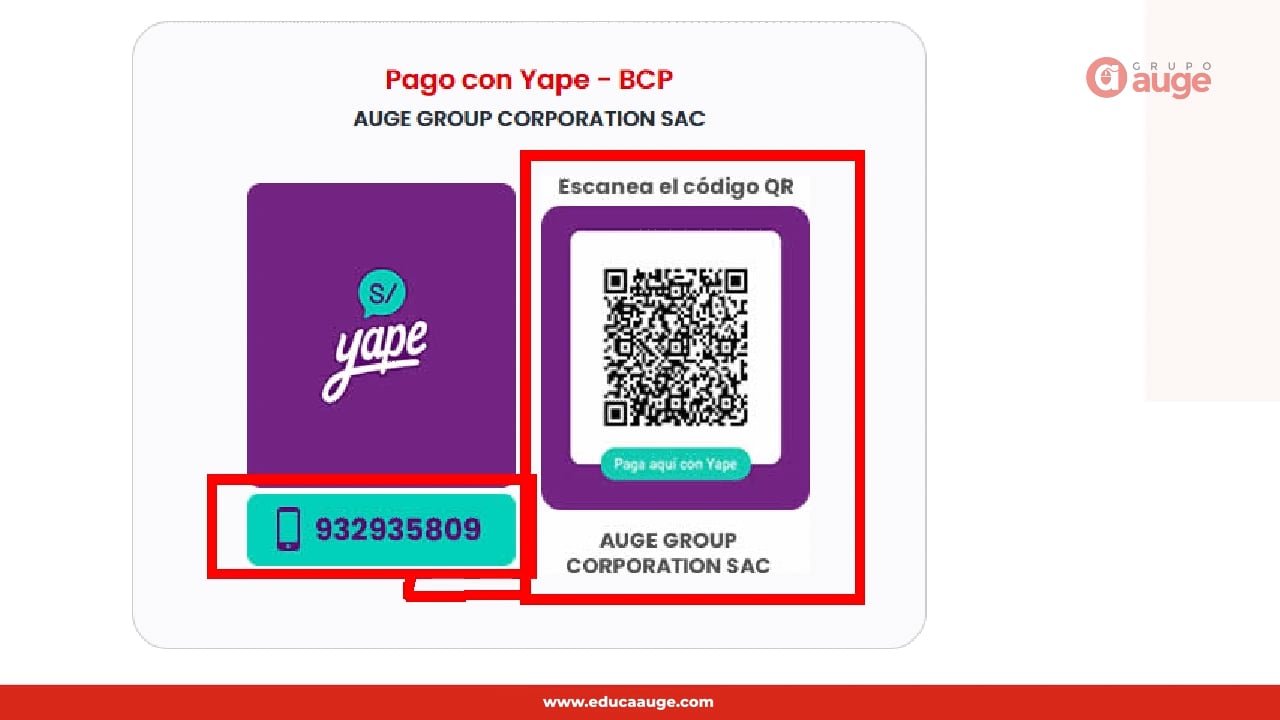 Pago con Yape - BCP
AUGE GROUP CORPORATION SAC
GRUPO
auge
S/
yape
932935809
Escanea el código QR
Paga aquí con Yape
AUGE GROUP
CORPORATION SAC
www.educaauge.com